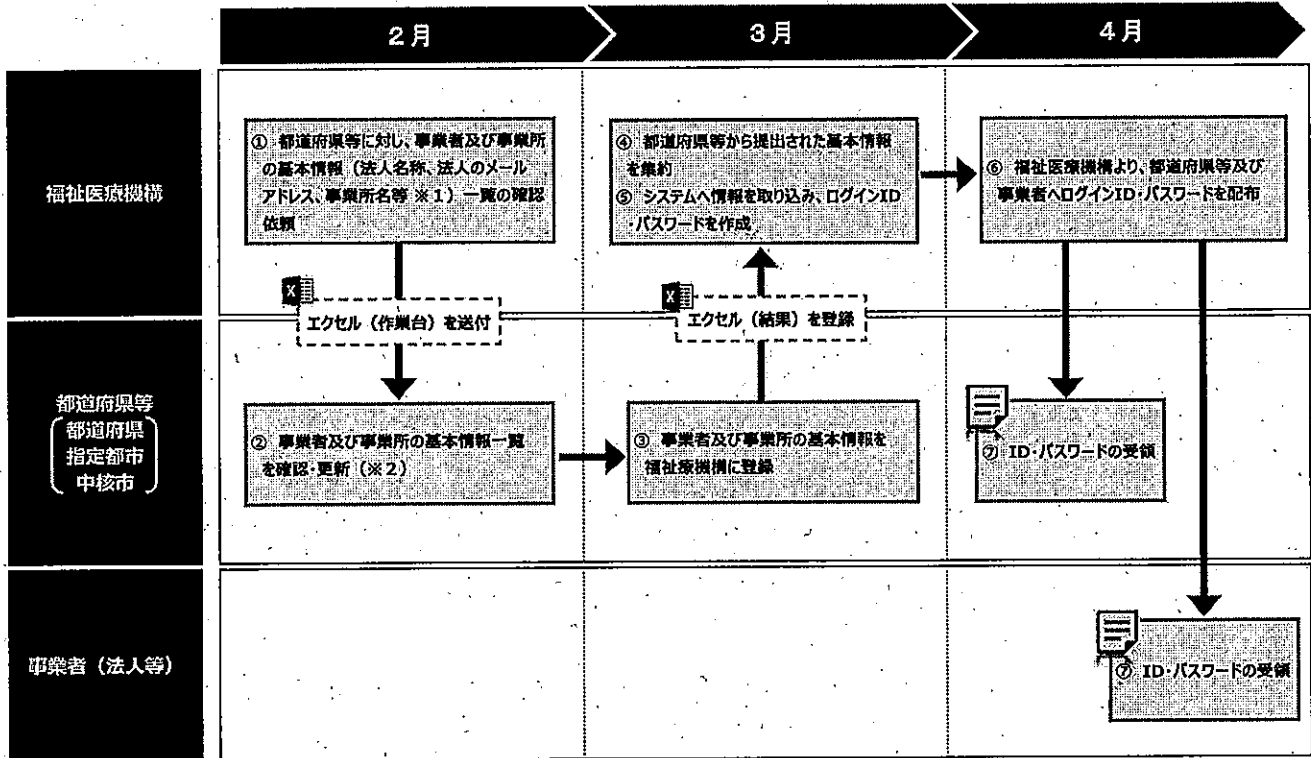 2月
3月
4月
福祉医療機構
① 都道府県等に対し、事業者及び事業所
の基本情報（法人名称、法人のメール
アドレス、事業所名等 ※1）一覧の確認
依頼
④ 都道府県等から提出された基本情報
を集約
⑤ システムへ情報を取り込み、ログインID
・パスワードを作成
⑥ 福祉医療機構より、都道府県等及び
事業者へログインID・パスワードを配布
エクセル（作業台）を送付
エクセル（結果）を登録
都道府県等
都道府県
指定都市
中核市
② 事業者及び事業所の基本情報一覧
を確認・更新（※2）
③ 事業者及び事業所の基本情報を
福祉療機構に登録
⑦ ID・パスワードの受領
事業者（法人等）
⑦ ID・パスワードの受領